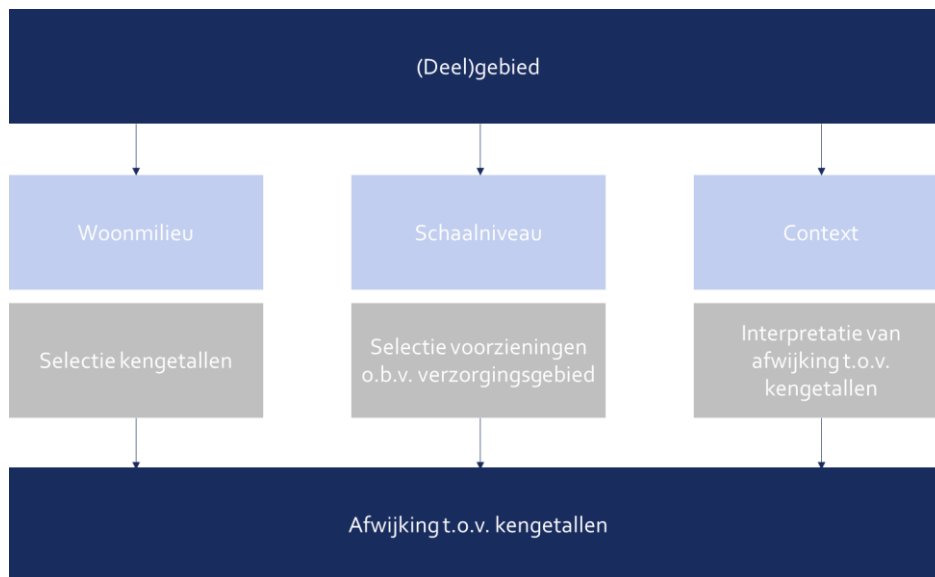 (Deel)gebied
Woonmilieu
Schaalniveau
Context
Selectie kengetallen
Selectie voorzieningen
o.b.v. verzorgingsgebied
Interpretatie van
afwijking t.o.v.
kengetallen
Afwijking t.o.v. kengetallen